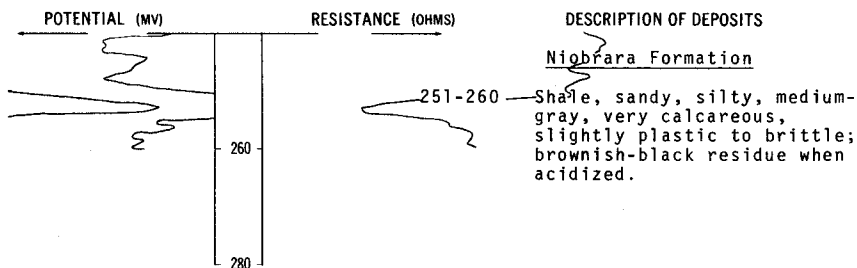 POTENTIAL (MV) RESISTANCE (OHMS) DESCRIPTION OF DEPOSITS
Niobrara Formation
251-260 Shale, sandy, silty, medium-
gray, very calcareous,
slightly plastic to brittle;
brownish-black residue when
acidized.
260
280